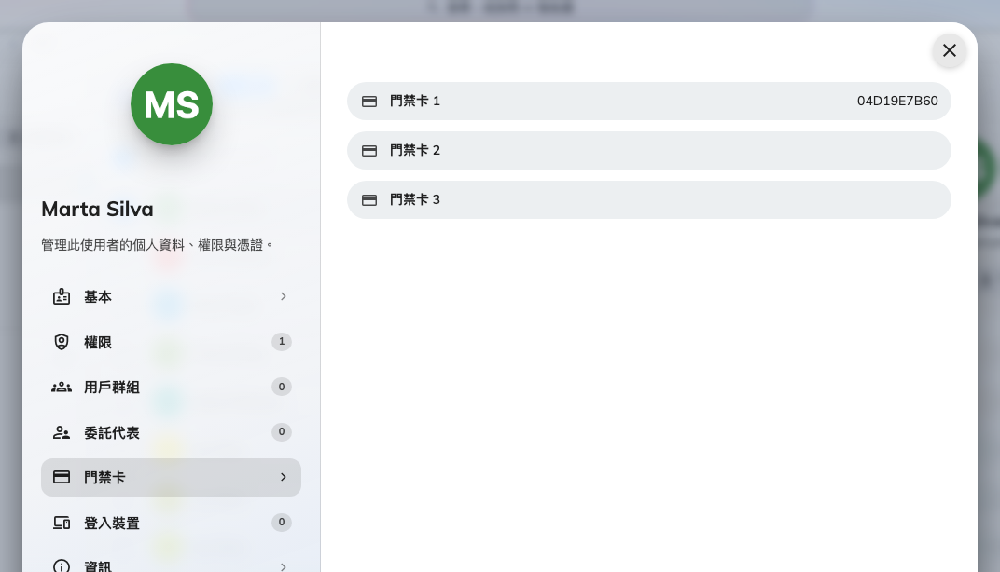 MS
Marta Silva
管理此使用者的個人資料、權限與憑證。
基本
權限 1
用戶群組 0
委託代表 0
門禁卡
登入裝置 0
資訊
門禁卡 1 04D19E7B60
門禁卡 2
門禁卡 3